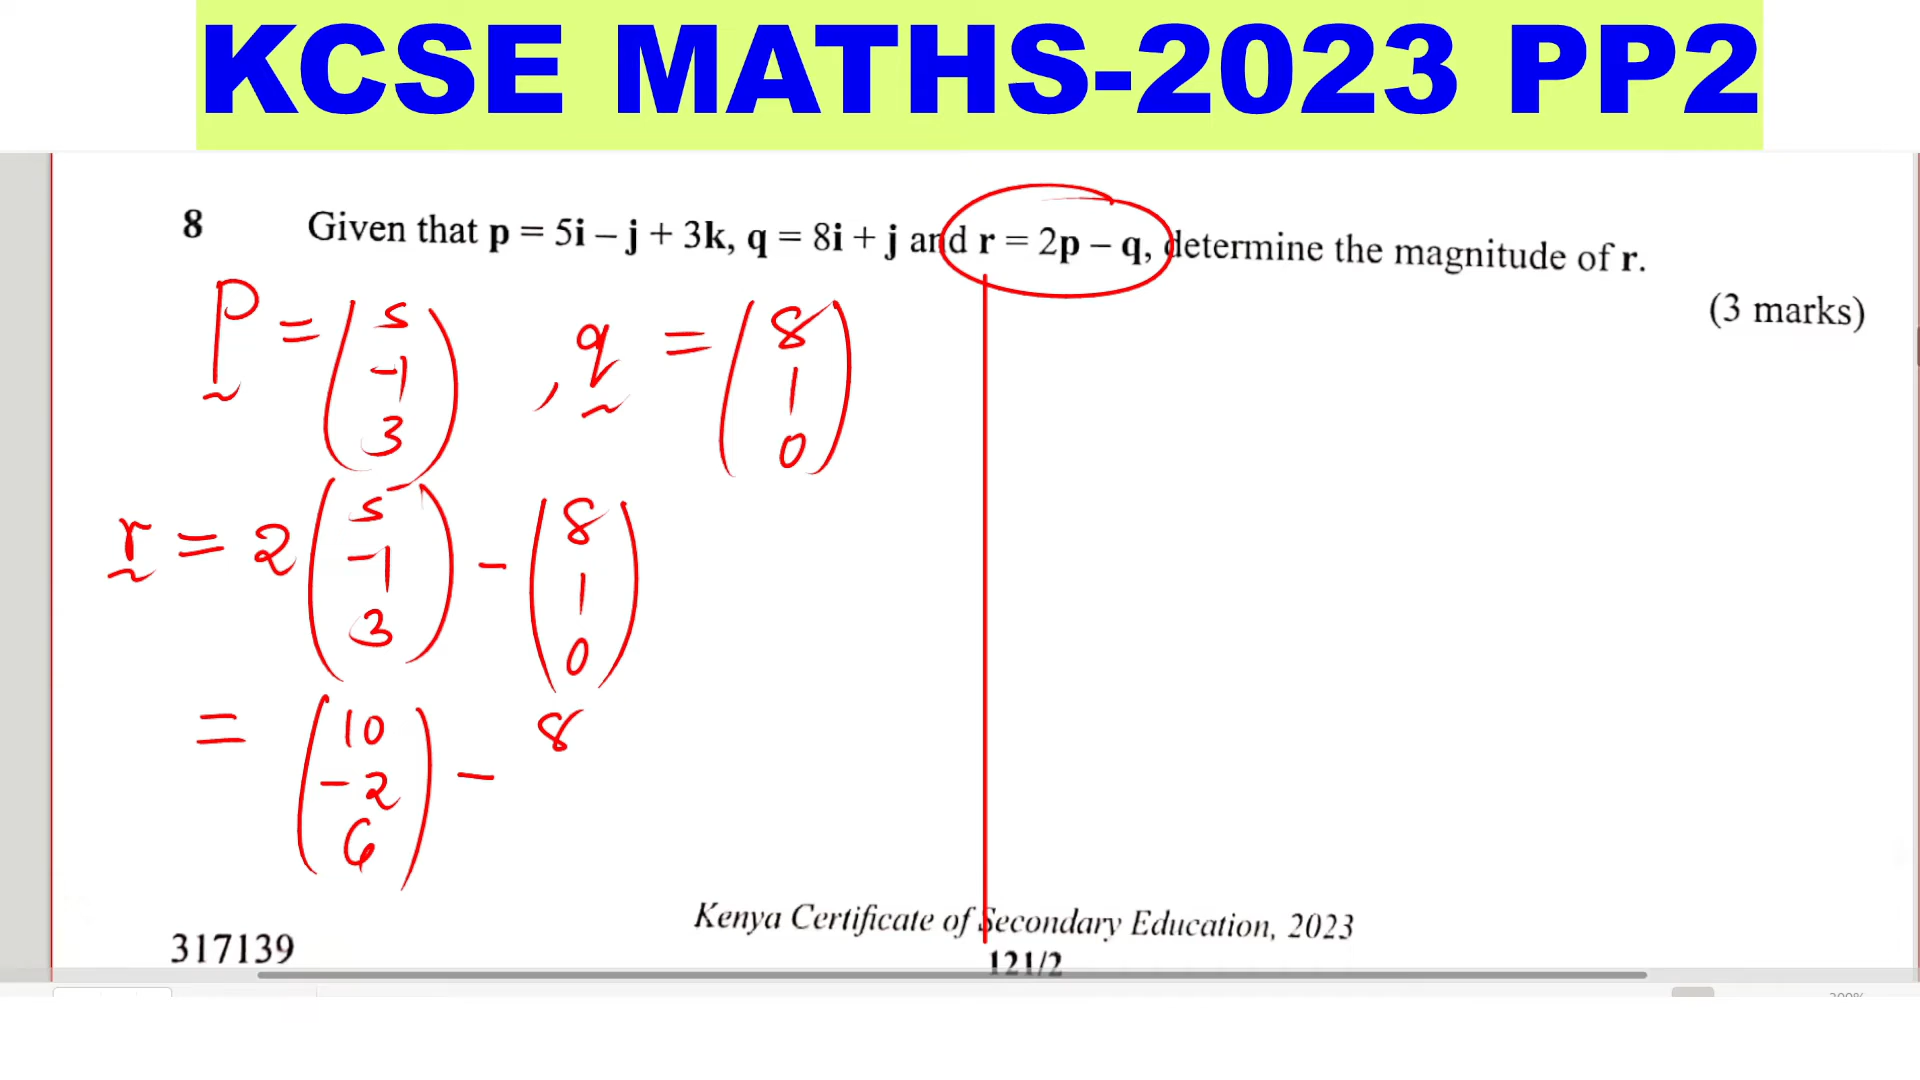 KCSE MATHS-2023 PP2
8 Given that p = 5i – j + 3k, q = 8i + j and r = 2p – q, determine the magnitude of r.
(3 marks)
p = (5 -1 3) , q = (8 1 0)
r = 2 (5 -1 3) - (8 1 0)
= (10 -2 6) - 8
Kenya Certificate of Secondary Education, 2023
317139
121/2
200%